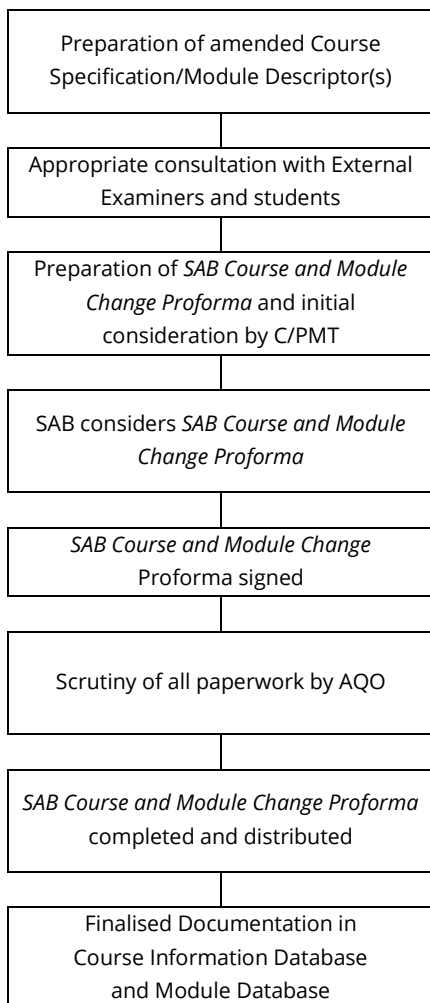 Preparation of amended Course
Specification/Module Descriptor(s)
Appropriate consultation with External
Examiners and students
Preparation of SAB Course and Module
Change Proforma and initial
consideration by C/PMT
SAB considers SAB Course and Module
Change Proforma
SAB Course and Module Change
Proforma signed
Scrutiny of all paperwork by AQO
SAB Course and Module Change Proforma
completed and distributed
Finalised Documentation in
Course Information Database
and Module Database